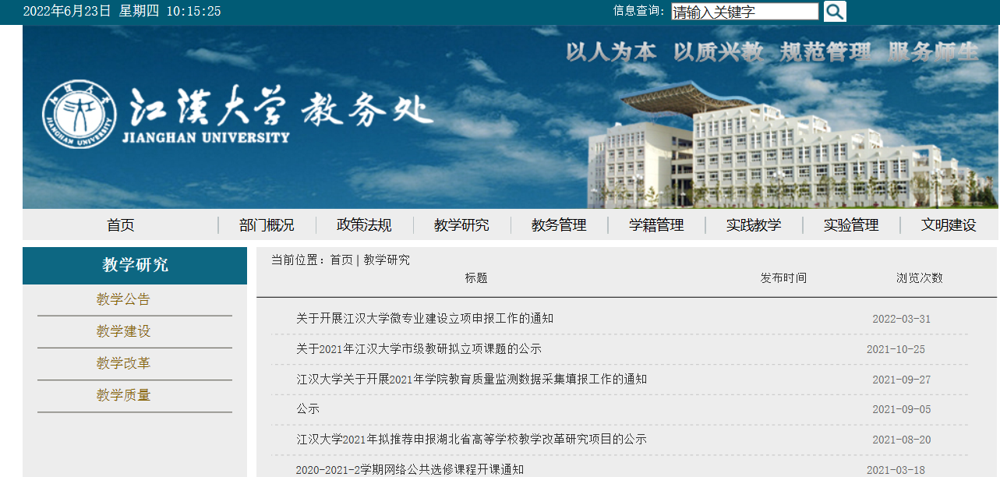 2022年6月23日 星期四 10:15:25
信息查询： 请输入关键字
以人为本 以质兴教 规范管理 服务师生
江漢大学 教务处
JIANGHAN UNIVERSITY
江漢大学
JIANGHAN UNIVERSITY
首页 部门概况 政策法规 教学研究 教务管理 学籍管理 实践教学 实验管理 文明建设
教学研究
教学公告
教学建设
教学改革
教学质量
当前位置：首页 | 教学研究
标题 发布时间 浏览次数
关于开展江汉大学微专业建设立项申报工作的通知 2022-03-31
关于2021年江汉大学市级教研拟立项课题的公示 2021-10-25
江汉大学关于开展2021年学院教育质量监测数据采集填报工作的通知 2021-09-27
公示 2021-09-05
江汉大学2021年拟推荐申报湖北省高等学校教学改革研究项目的公示 2021-08-20
2020-2021-2学期网络公共选修课程开课通知 2021-03-18